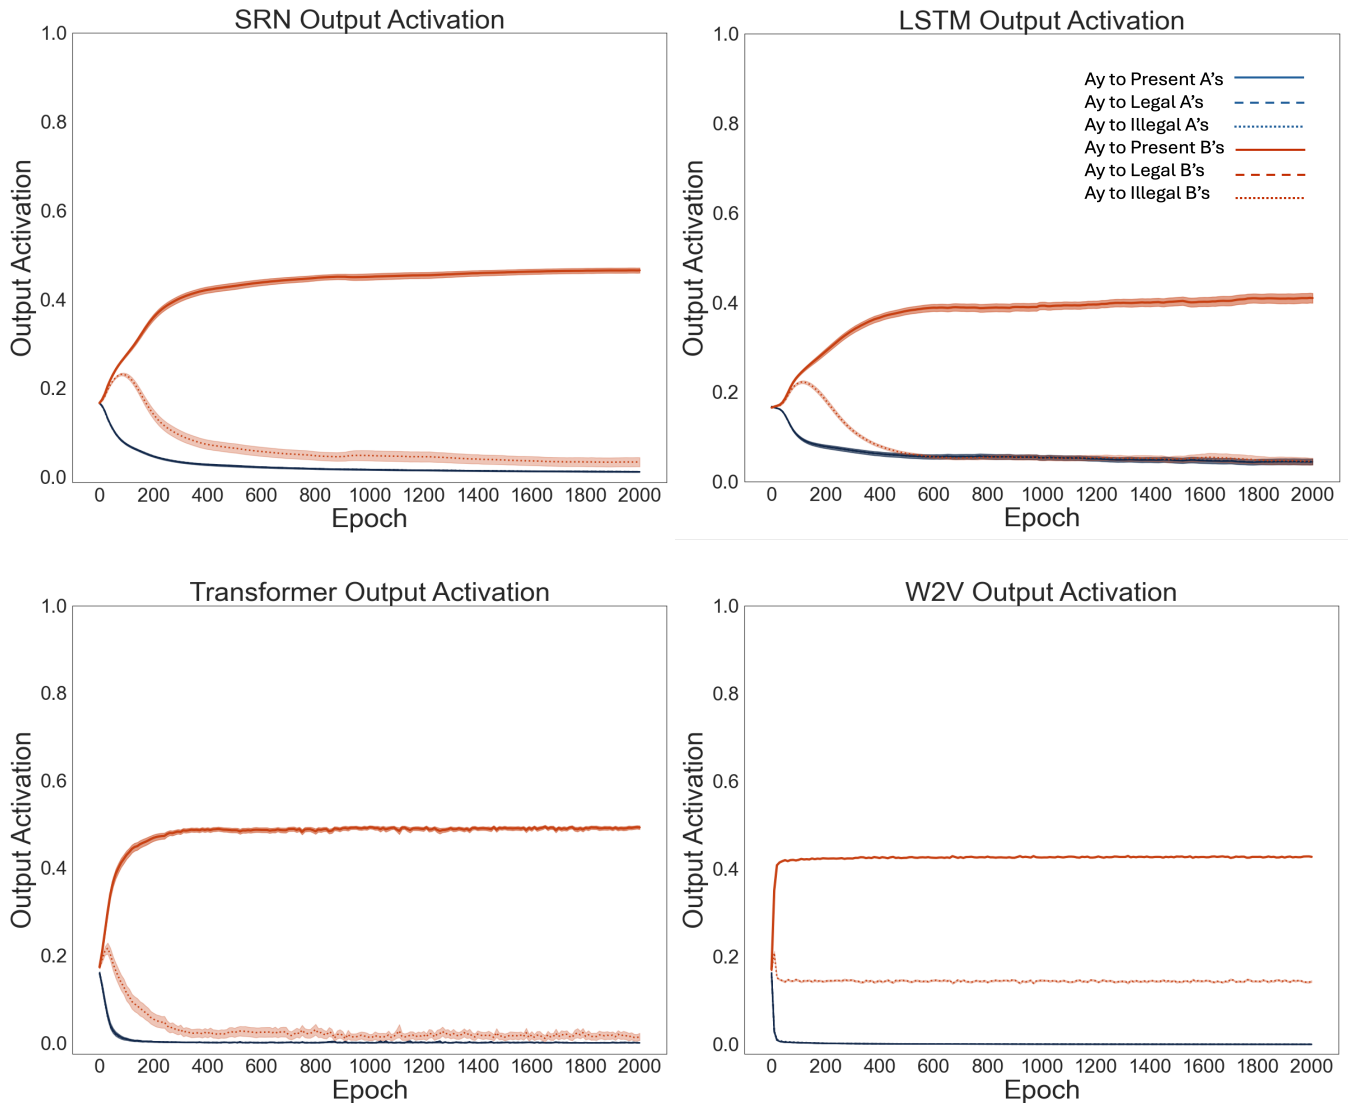 SRN Output Activation
1.0
0.8
0.6
0.4
0.2
0.0
Output Activation
0 200 400 600 800 1000 1200 1400 1600 1800 2000
Epoch
LSTM Output Activation
1.0
0.8
0.6
0.4
0.2
0.0
Output Activation
Ay to Present A’s
Ay to Legal A’s
Ay to Illegal A’s
Ay to Present B’s
Ay to Legal B’s
Ay to Illegal B’s
0 200 400 600 800 1000 1200 1400 1600 1800 2000
Epoch
Transformer Output Activation
1.0
0.8
0.6
0.4
0.2
0.0
Output Activation
0 200 400 600 800 1000 1200 1400 1600 1800 2000
Epoch
W2V Output Activation
1.0
0.8
0.6
0.4
0.2
0.0
Output Activation
0 200 400 600 800 1000 1200 1400 1600 1800 2000
Epoch